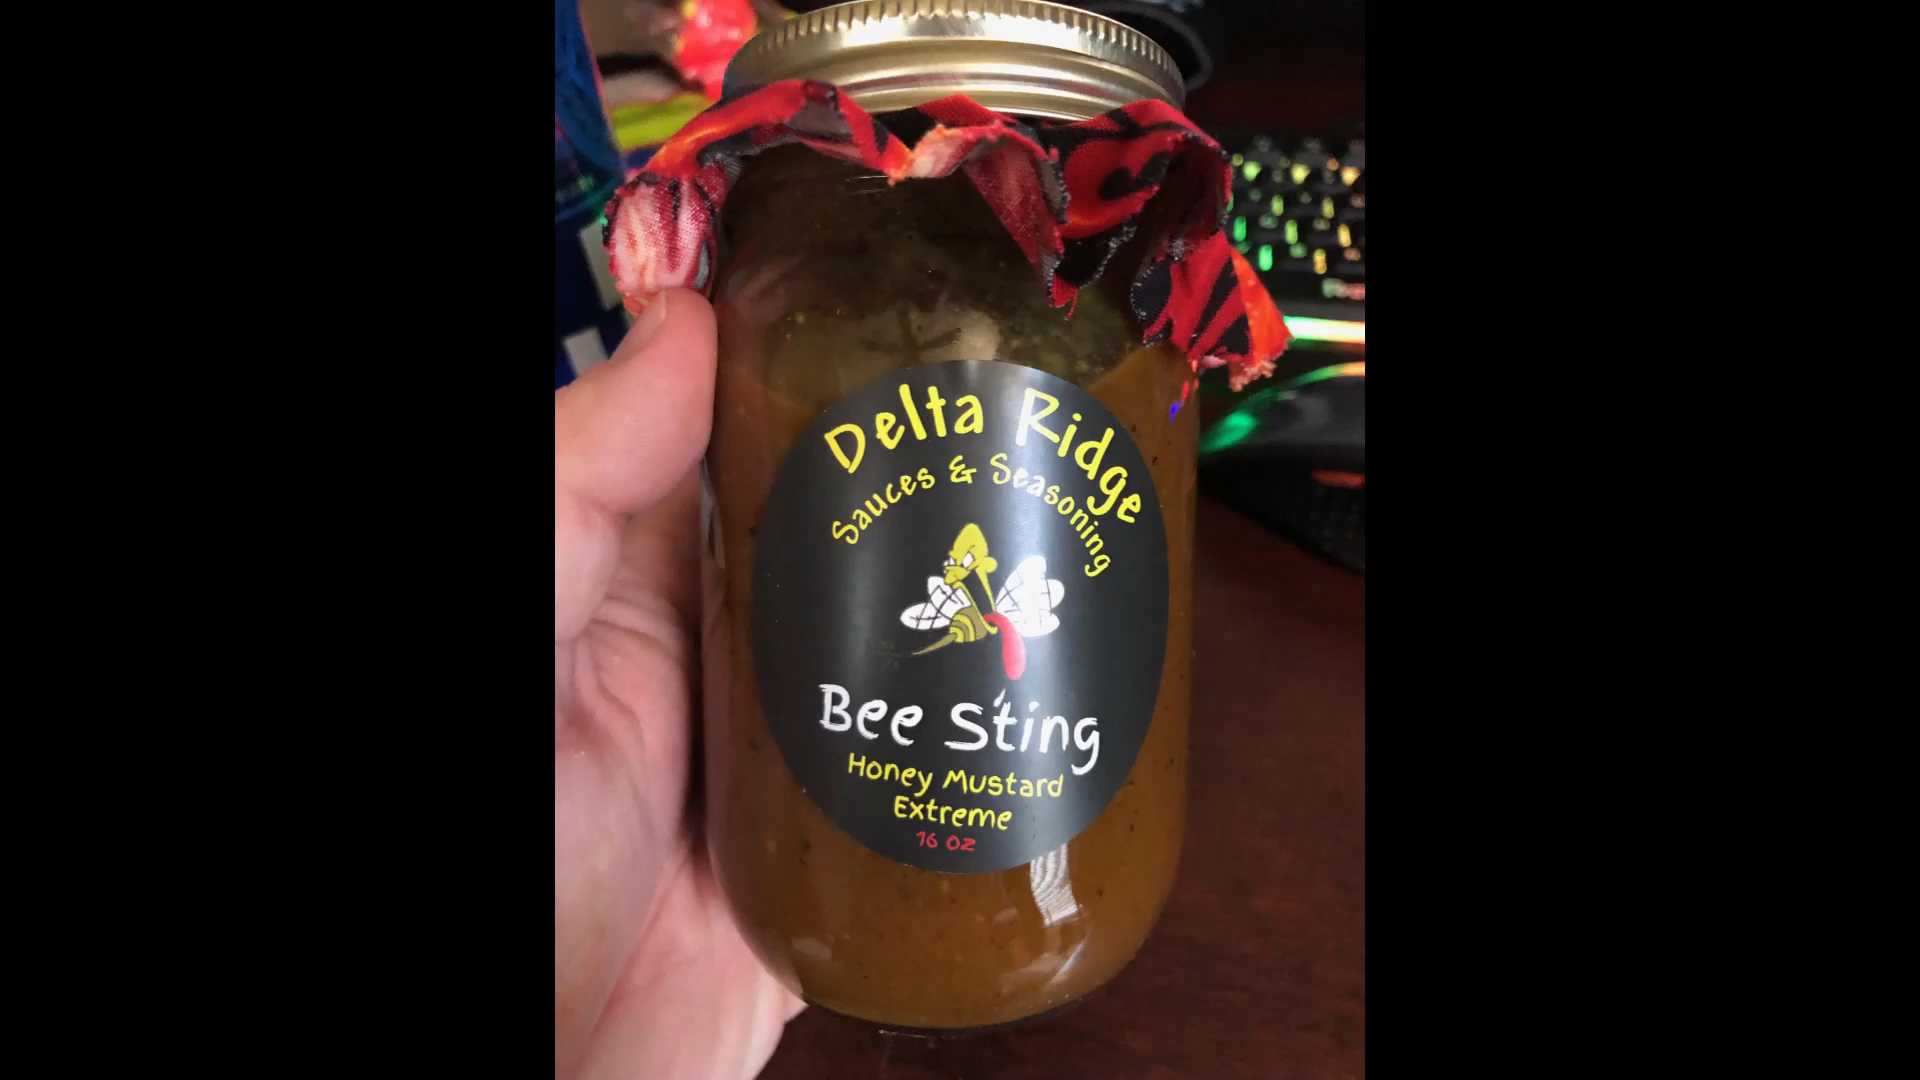 Delta Ridge
Sauces & Seasoning
Bee Sting
Honey Mustard
Extreme
16 oz